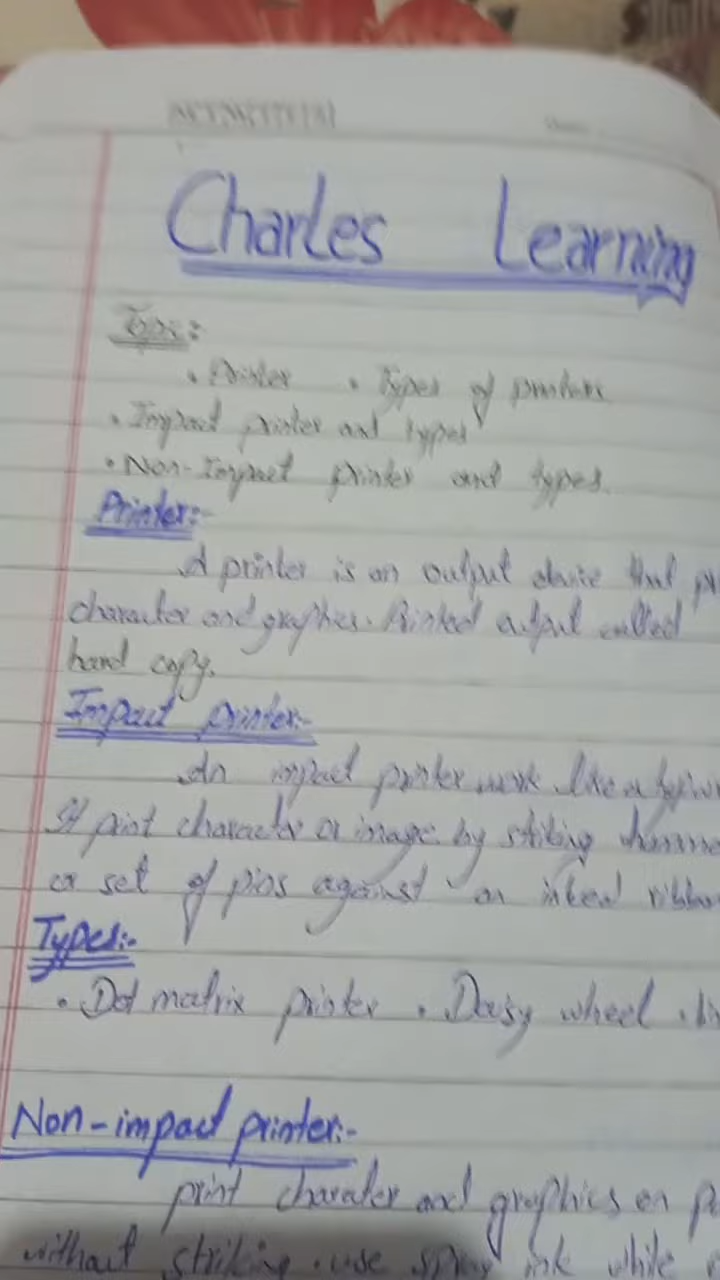 Charles Learning
Topic:
• Printer • Types of printers
• Impact printer and types
• Non-Impact printer and types.
Printer:-
A printer is an output device that
character and graphics. Printed output called
hard copy.
Impact printer:-
An impact printer work like a
It print character or image by striking
or set of pins against an inked
Types:-
• Dot matrix printer • Daisy wheel •
Non-impact printer:-
print charater and graphics on
without striking. use spray ink while